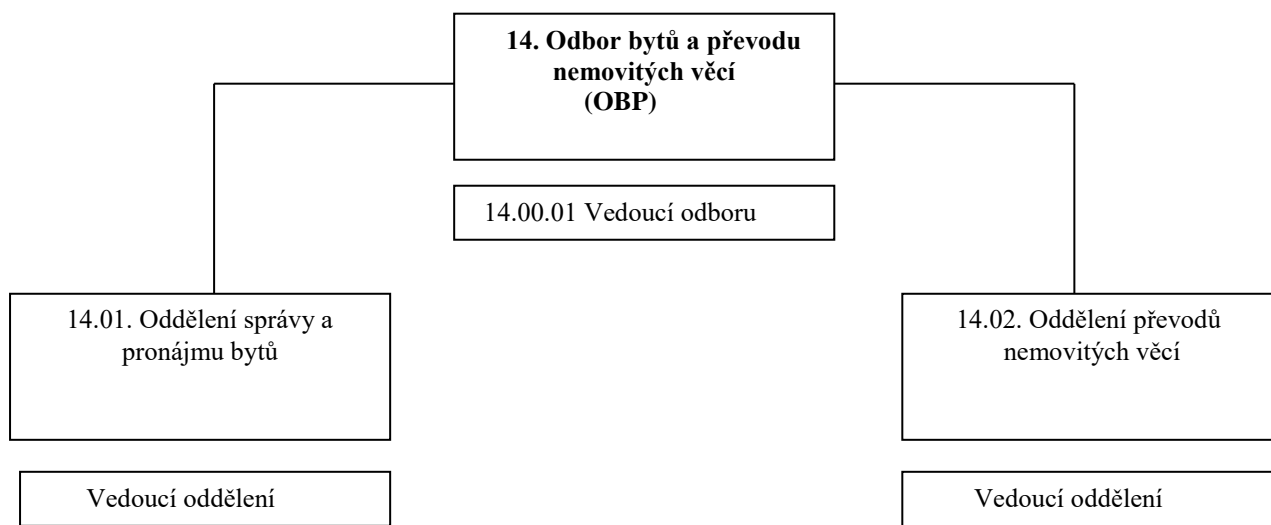 14. Odbor bytů a převodu
nemovitých věcí
(OBP)
14.00.01 Vedoucí odboru
14.01. Oddělení správy a
pronájmu bytů
Vedoucí oddělení
14.02. Oddělení převodů
nemovitých věcí
Vedoucí oddělení